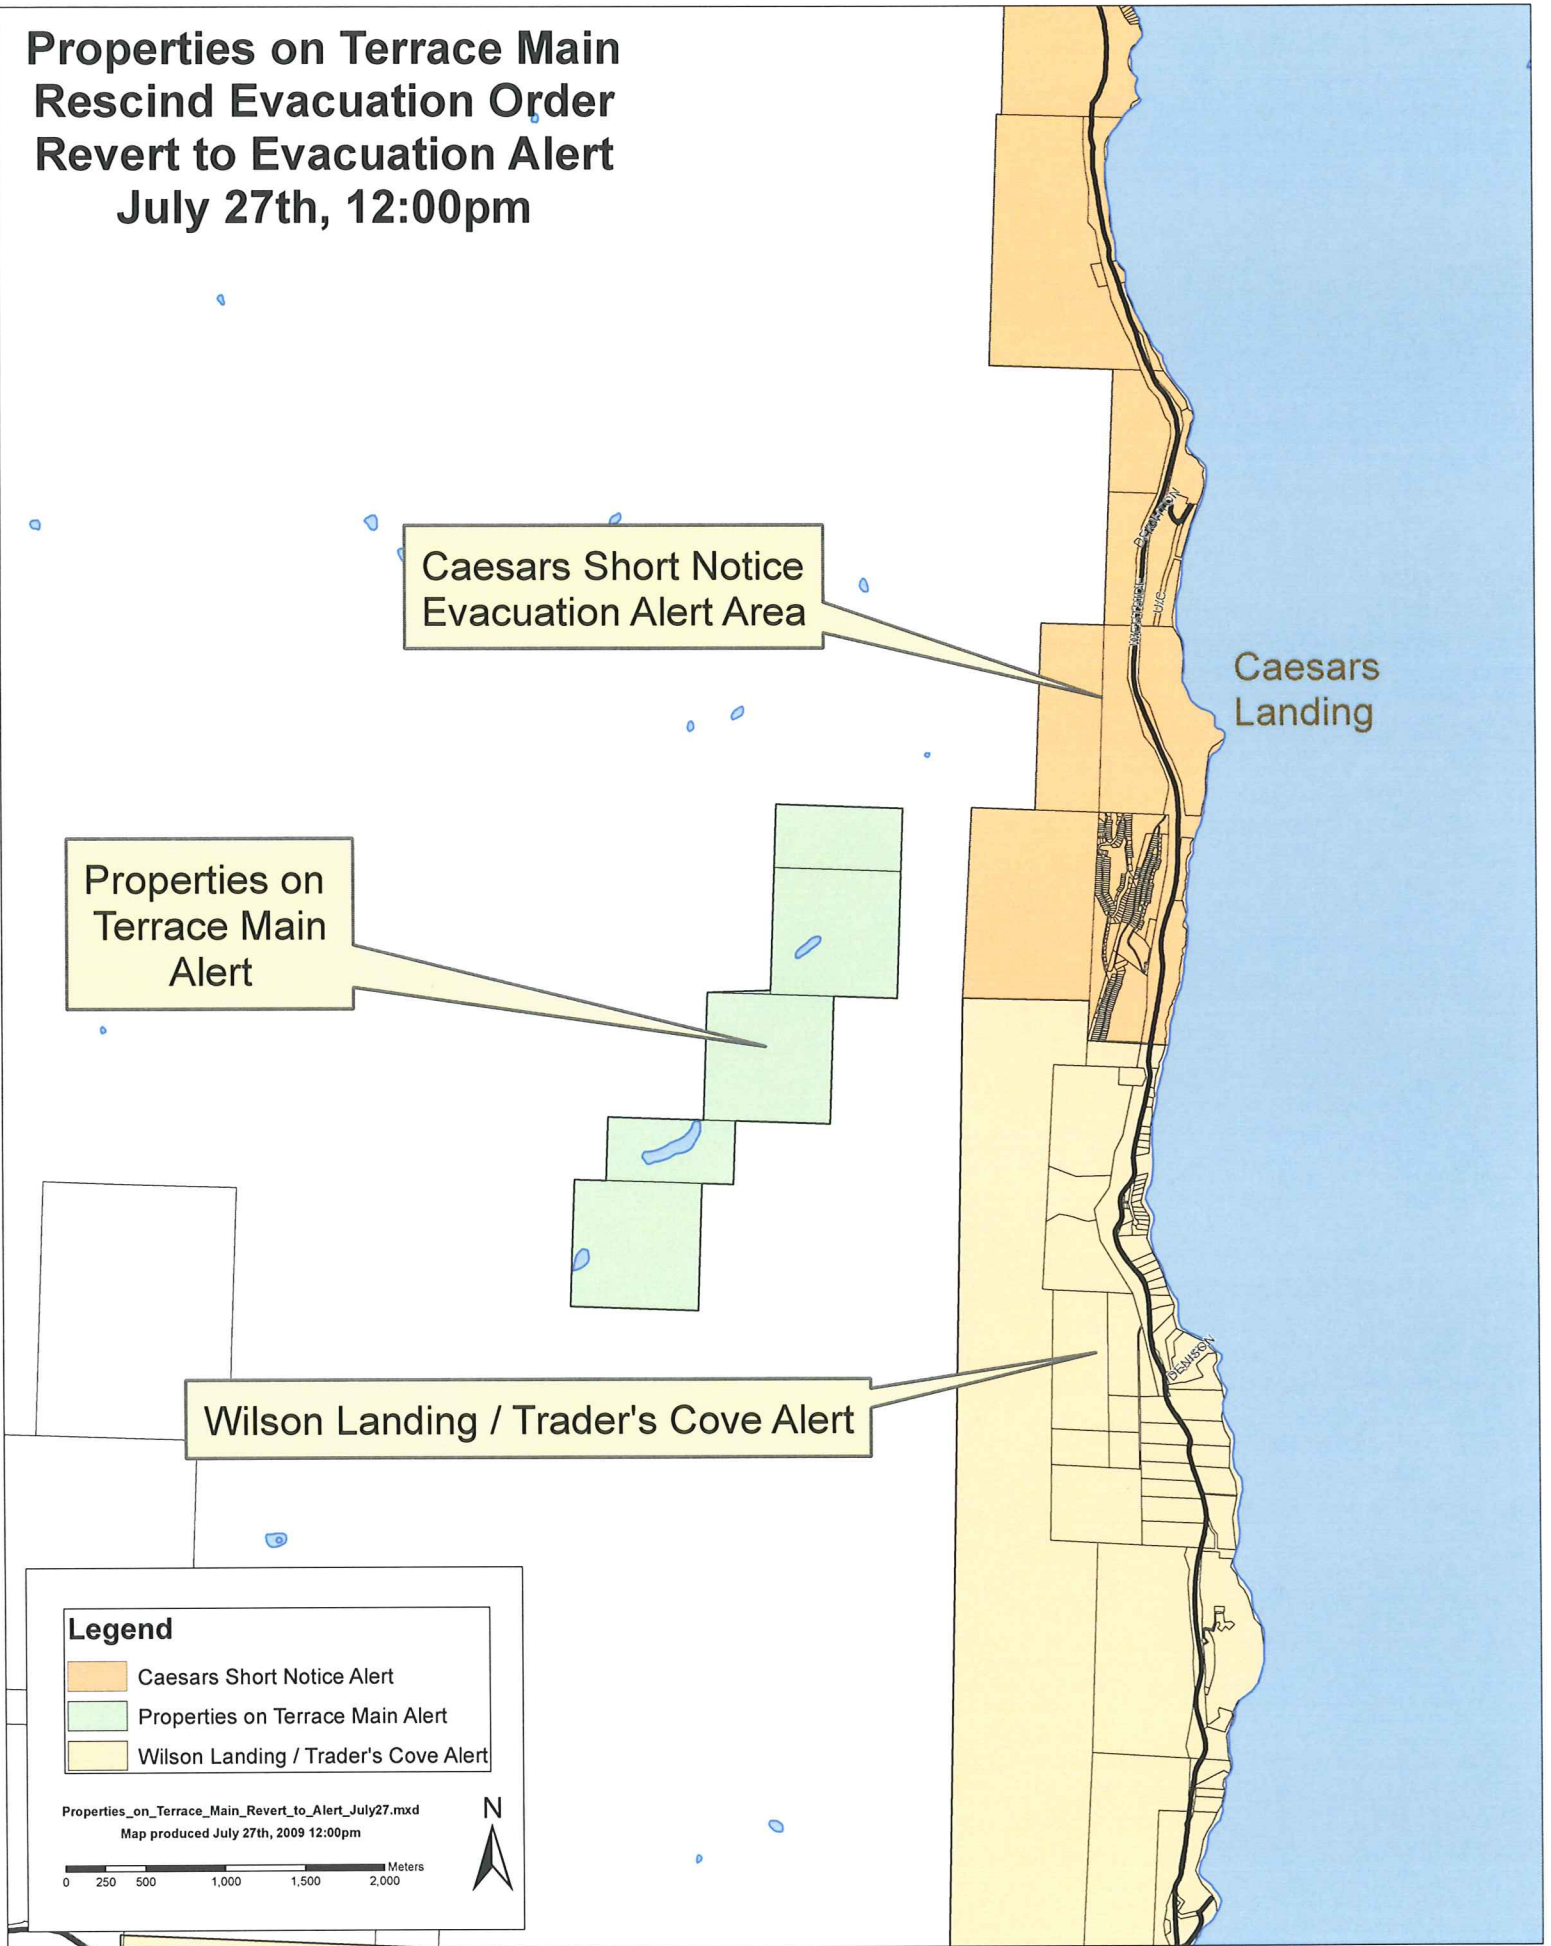 Properties on Terrace Main
Rescind Evacuation Order
Revert to Evacuation Alert
July 27th, 12:00pm
Caesars Short Notice
Evacuation Alert Area
U/C
Caesars
Landing
Properties on
Terrace Main
Alert
DENISON
Wilson Landing / Trader's Cove Alert
Legend
Caesars Short Notice Alert
Properties on Terrace Main Alert
Wilson Landing / Trader's Cove Alert
Properties_on_Terrace_Main_Revert_to_Alert_July27.mxd
Map produced July 27th, 2009 12:00pm
N
Meters
0 250 500 1,000 1,500 2,000